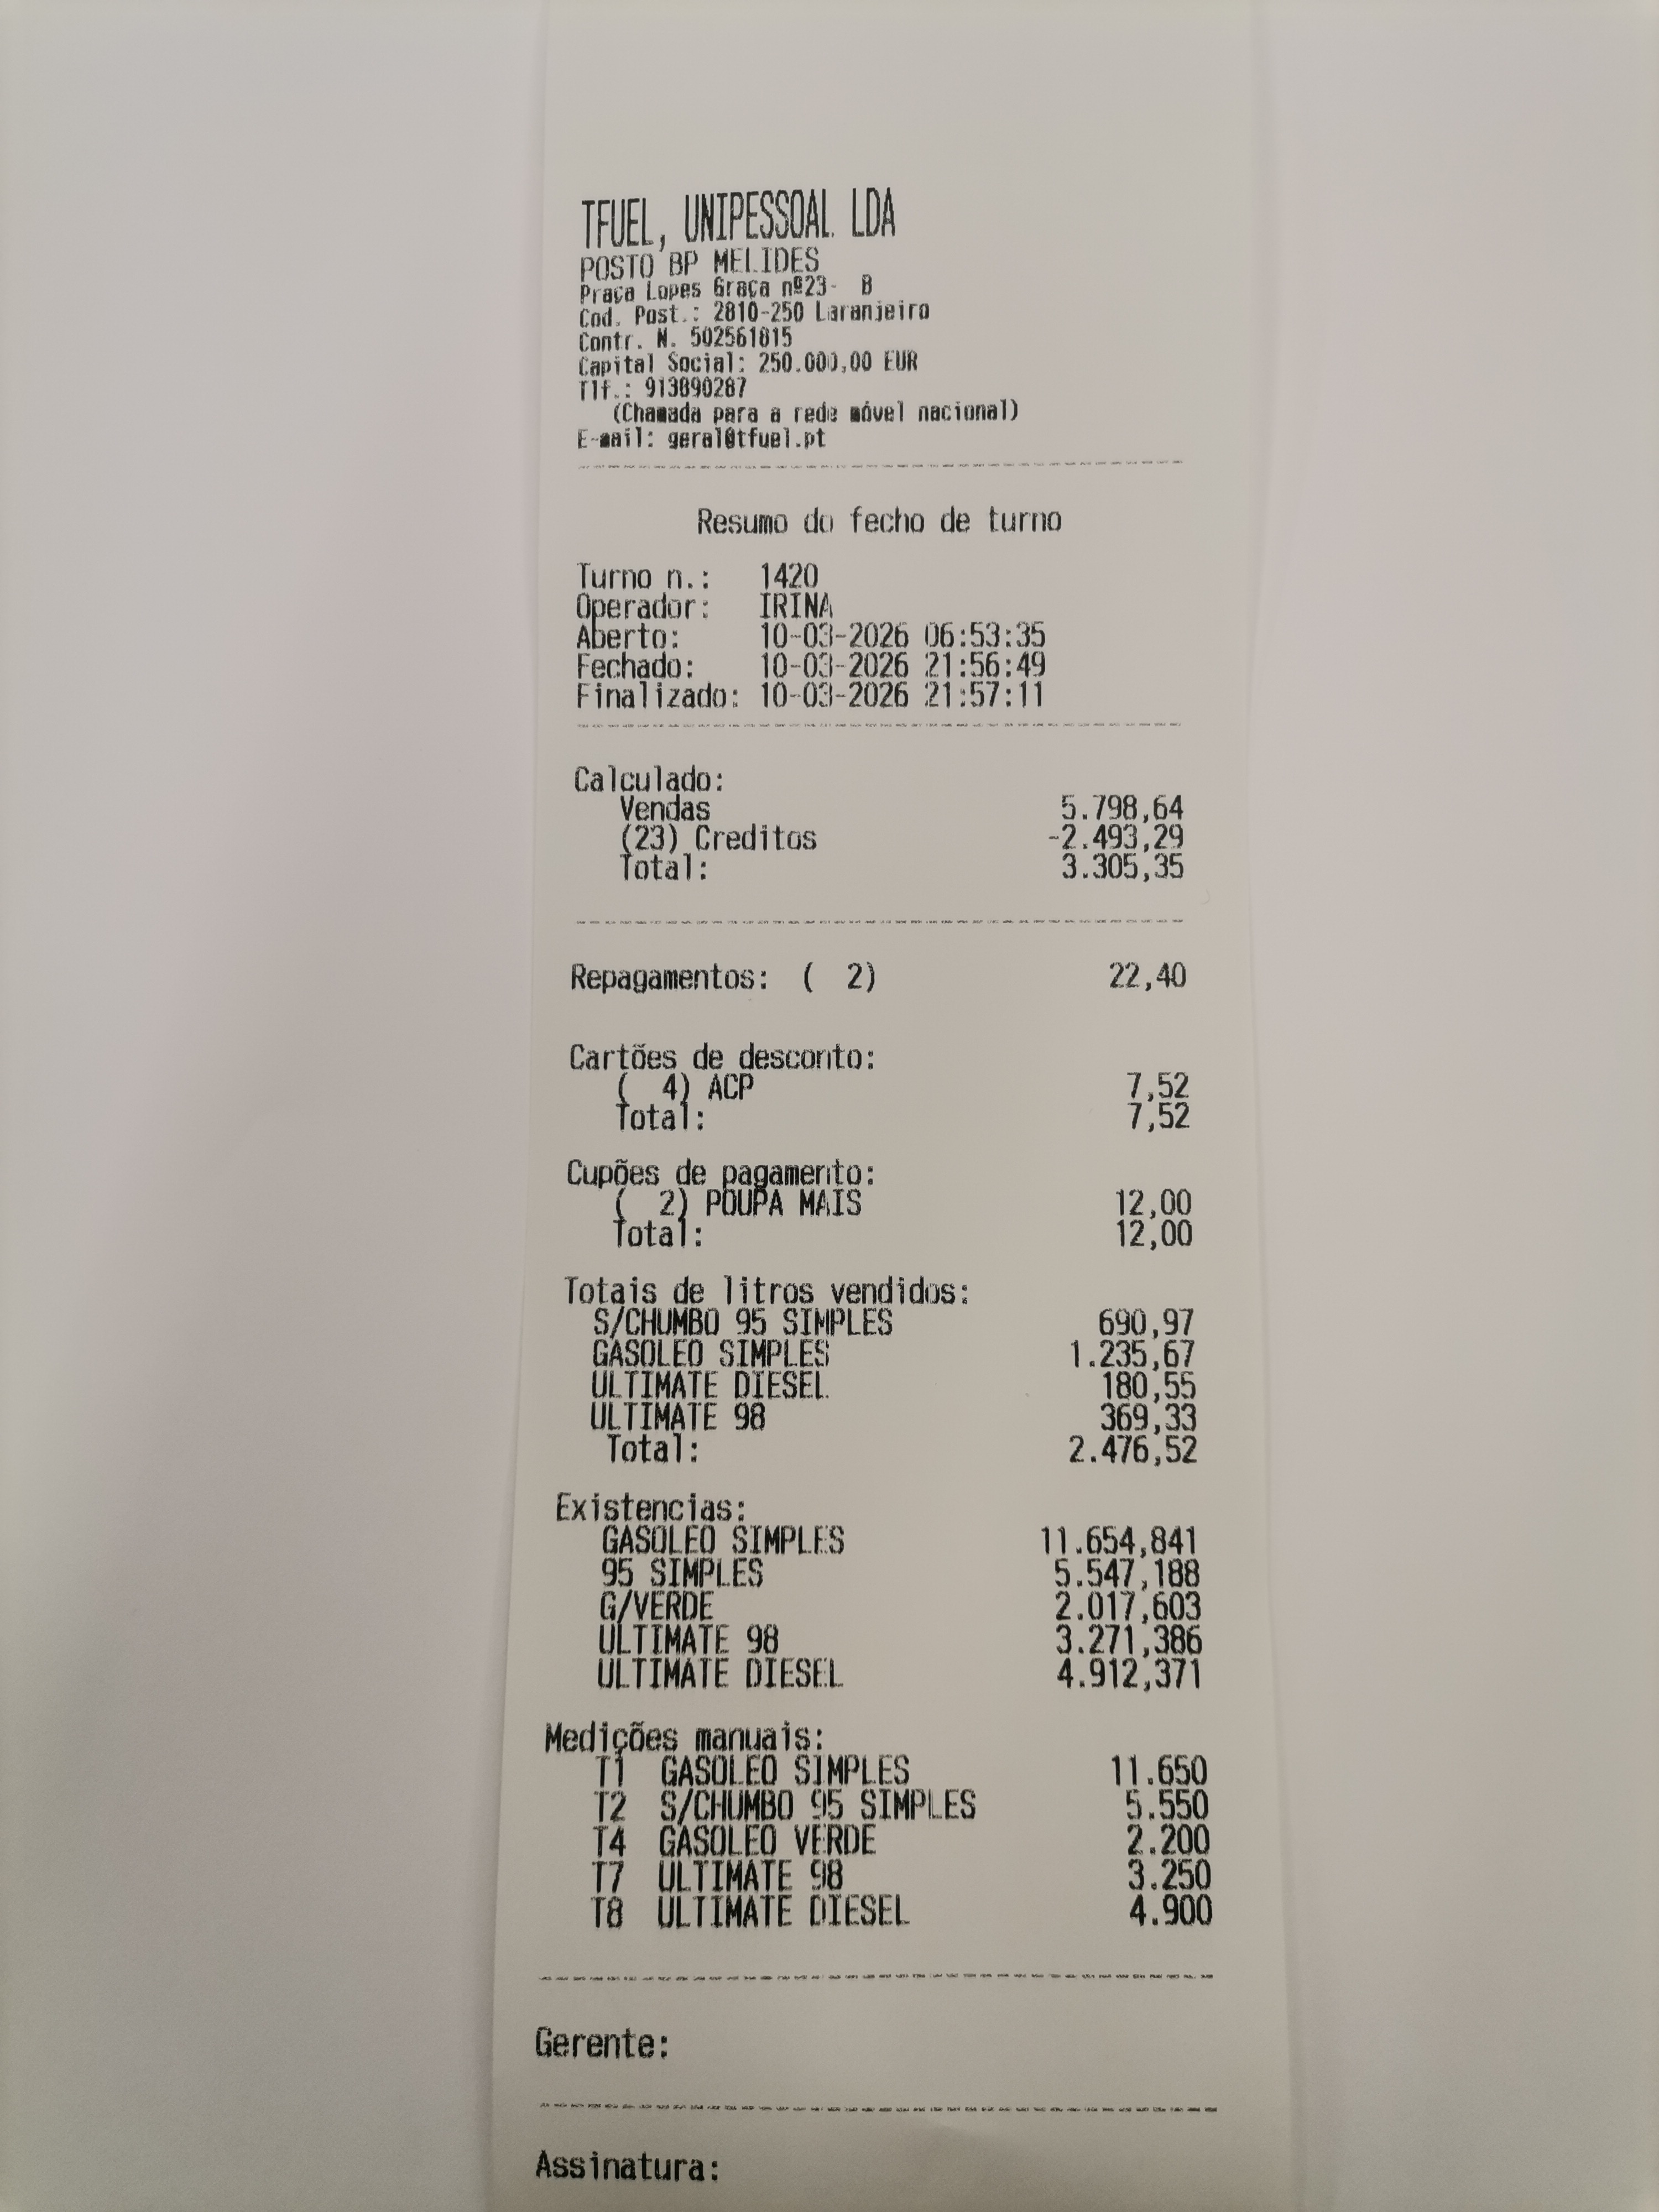 TFUEL, UNIPESSOAL LDA
POSTO BP MELIDES
Praça Lopes Graça nº23- B
Cod. Post.: 2810-250 Laranjeiro
Contr. N. 502561815
Capital Social: 250.000,00 EUR
Tlf.: 913890287
(Chamada para a rede móvel nacional)
E-mail: geral@tfuel.pt
Resumo do fecho de turno
Turno n.: 1420
Operador: IRINA
Aberto: 10-03-2026 06:53:35
Fechado: 10-03-2026 21:56:49
Finalizado: 10-03-2026 21:57:11
Calculado:
Vendas 5.798,64
(23) Creditos -2.493,29
Total: 3.305,35
Repagamentos: ( 2) 22,40
Cartões de desconto:
( 4) ACP 7,52
Total: 7,52
Cupões de pagamento:
( 2) POUPA MAIS 12,00
Total: 12,00
Totais de litros vendidos:
S/CHUMBO 95 SIMPLES 690,97
GASOLEO SIMPLES 1.235,67
ULTIMATE DIESEL 180,55
ULTIMATE 98 369,33
Total: 2.476,52
Existencias:
GASOLEO SIMPLES 11.654,841
95 SIMPLES 5.547,188
G/VERDE 2.017,603
ULTIMATE 98 3.271,386
ULTIMATE DIESEL 4.912,371
Medições manuais:
T1 GASOLEO SIMPLES 11.650
T2 S/CHUMBO 95 SIMPLES 5.550
T4 GASOLEO VERDE 2.200
T7 ULTIMATE 98 3.250
T8 ULTIMATE DIESEL 4.900
Gerente:
Assinatura: